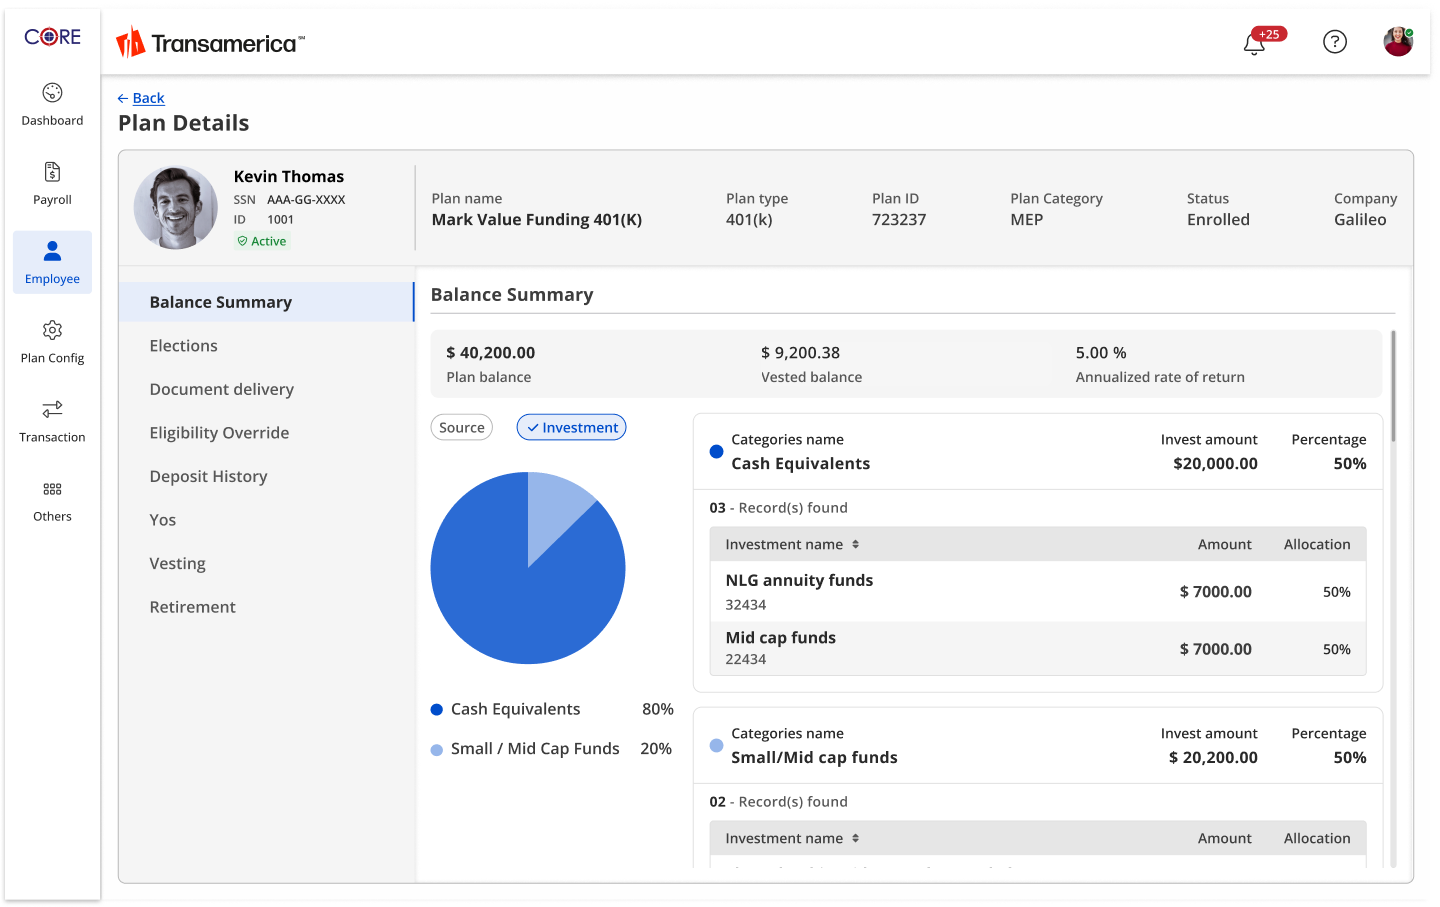 CORE
Transamerica℠
+25
?
Dashboard
Payroll
Employee
Plan Config
Transaction
Others
← Back
Plan Details
Kevin Thomas
SSN AAA-GG-XXXX
ID 1001
Active
Plan name
Mark Value Funding 401(K)
Plan type
401(k)
Plan ID
723237
Plan Category
MEP
Status
Enrolled
Company
Galileo
Balance Summary
Elections
Document delivery
Eligibility Override
Deposit History
Yos
Vesting
Retirement
Balance Summary
$ 40,200.00
Plan balance
$ 9,200.38
Vested balance
5.00 %
Annualized rate of return
Source
Investment
Cash Equivalents 80%
Small / Mid Cap Funds 20%
Categories name Invest amount Percentage
Cash Equivalents $20,000.00 50%
03 - Record(s) found
Investment name Amount Allocation
NLG annuity funds
32434
$ 7000.00 50%
Mid cap funds
22434
$ 7000.00 50%
Categories name Invest amount Percentage
Small/Mid cap funds $ 20,200.00 50%
02 - Record(s) found
Investment name Amount Allocation